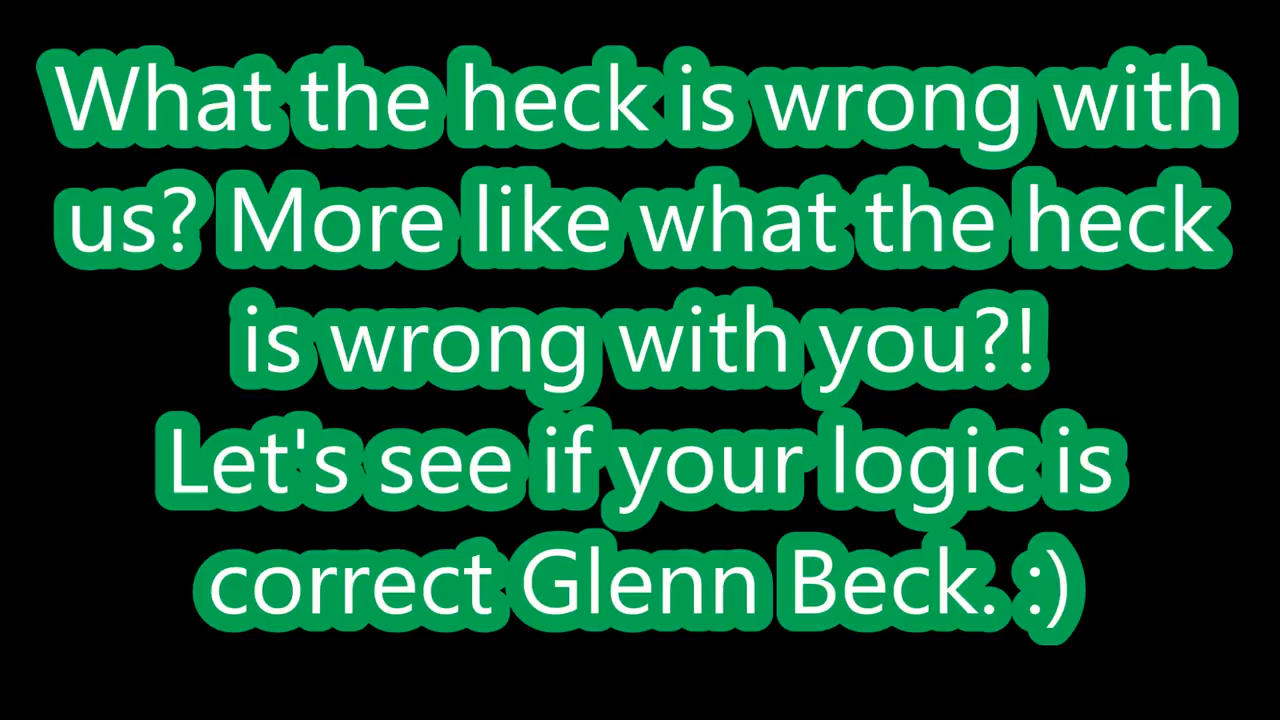 What the heck is wrong with
us? More like what the heck
is wrong with you?!
Let's see if your logic is
correct Glenn Beck. :)